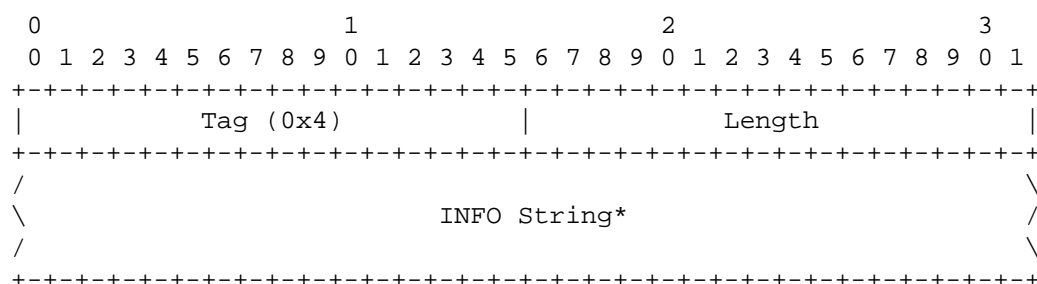 0                   1                   2                   3
 0 1 2 3 4 5 6 7 8 9 0 1 2 3 4 5 6 7 8 9 0 1 2 3 4 5 6 7 8 9 0 1
+-+-+-+-+-+-+-+-+-+-+-+-+-+-+-+-+-+-+-+-+-+-+-+-+-+-+-+-+-+-+-+-+
|           Tag (0x4)           |            Length             |
+-+-+-+-+-+-+-+-+-+-+-+-+-+-+-+-+-+-+-+-+-+-+-+-+-+-+-+-+-+-+-+-+
/                                                               \
\                          INFO String*                         /
/                                                               \
+-+-+-+-+-+-+-+-+-+-+-+-+-+-+-+-+-+-+-+-+-+-+-+-+-+-+-+-+-+-+-+-+